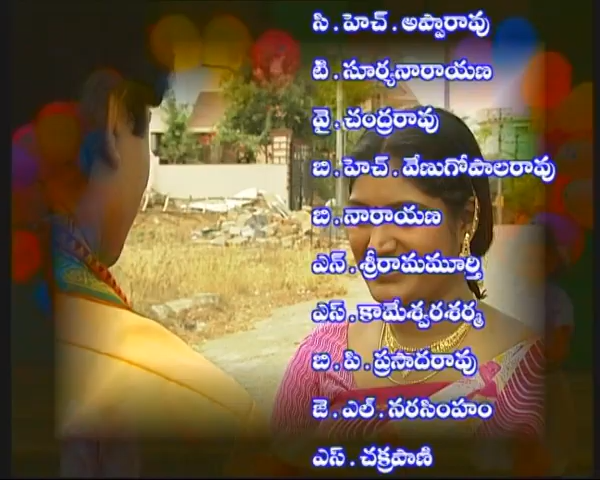 సి.హెచ్.అప్పారావు
టి.సూర్యనారాయణ
వై.చంద్రరావు
బి.హెచ్.వేణుగోపాలరావు
బి.నారాయణ
ఎన్.శ్రీరామమూర్తి
ఎస్.కామేశ్వరశర్మ
బి.పి.ప్రసాదరావు
జె.ఎల్.నరసింహం
ఎస్.చక్రపాణి